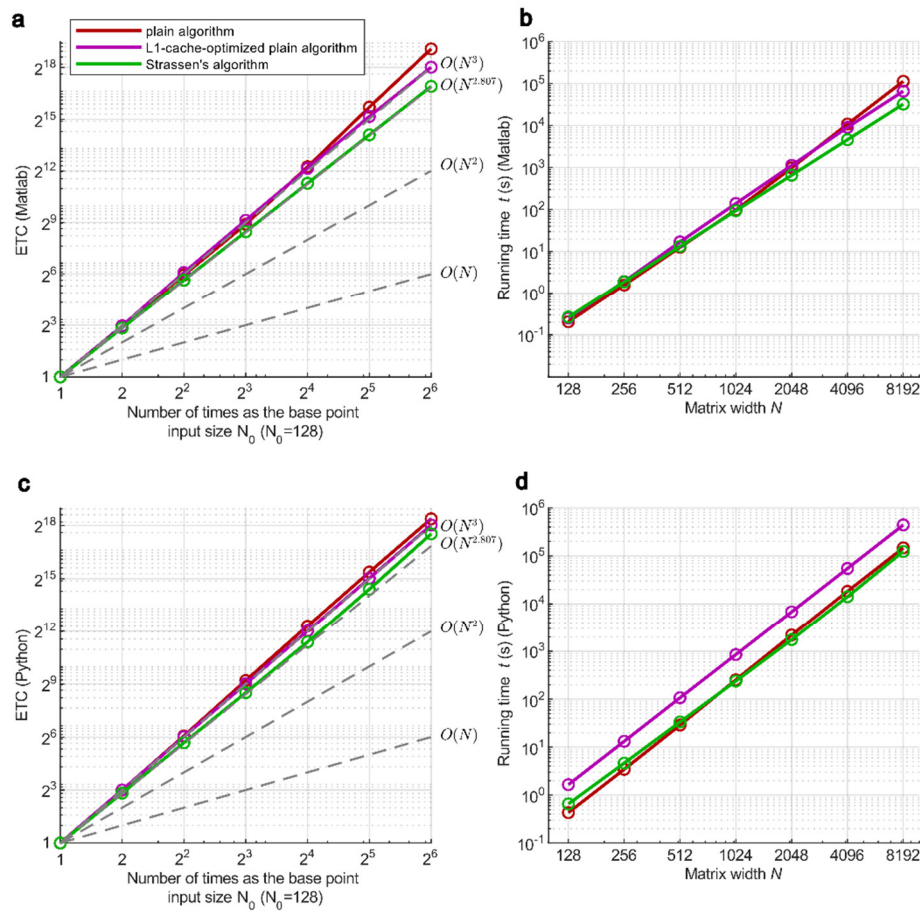 a
plain algorithm
L1-cache-optimized plain algorithm
Strassen's algorithm
2^18
2^15
2^12
2^9
2^6
2^3
1
ETC (Matlab)
O(N^3)
O(N^2.807)
O(N^2)
O(N)
1 2 2^2 2^3 2^4 2^5 2^6
Number of times as the base point
input size N_0 (N_0=128)
b
10^6
10^5
10^4
10^3
10^2
10^1
10^0
10^-1
Running time t (s) (Matlab)
128 256 512 1024 2048 4096 8192
Matrix width N
c
2^18
2^15
2^12
2^9
2^6
2^3
1
ETC (Python)
O(N^3)
O(N^2.807)
O(N^2)
O(N)
1 2 2^2 2^3 2^4 2^5 2^6
Number of times as the base point
input size N_0 (N_0=128)
d
10^6
10^5
10^4
10^3
10^2
10^1
10^0
10^-1
Running time t (s) (Python)
128 256 512 1024 2048 4096 8192
Matrix width N